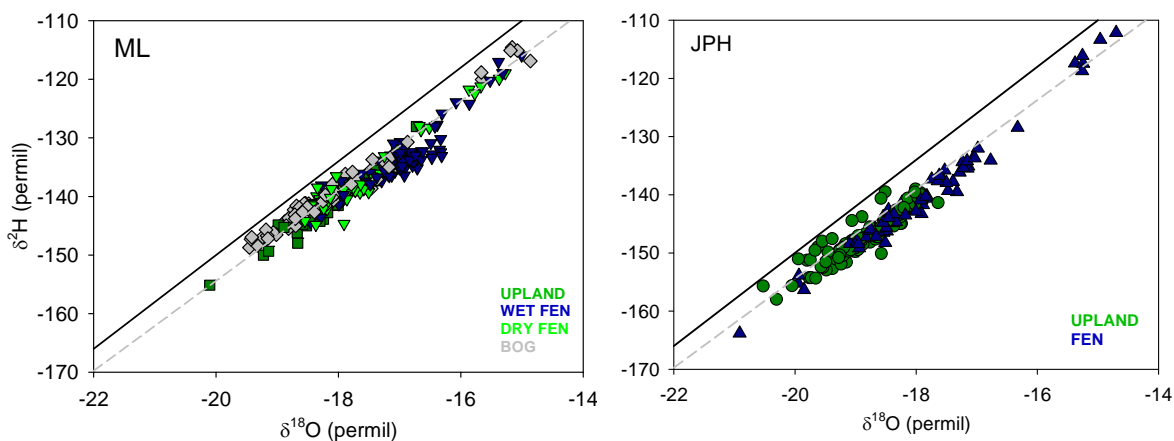 ML
δ²H (permil)
-110
-120
-130
-140
-150
-160
-170
UPLAND
WET FEN
DRY FEN
BOG
-22
-20
-18
-16
-14
δ¹⁸O (permil)
JPH
-110
-120
-130
-140
-150
-160
-170
UPLAND
FEN
-22
-20
-18
-16
-14
δ¹⁸O (permil)